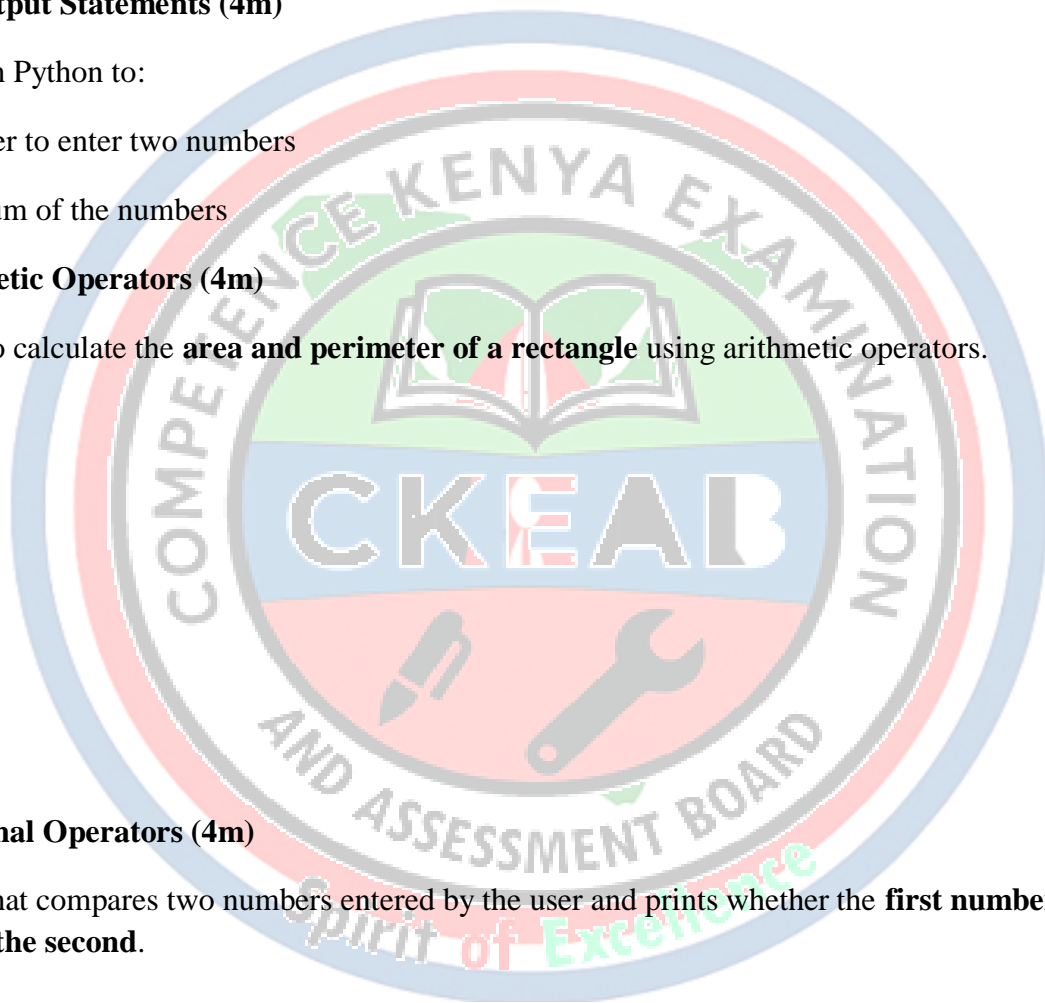 tput Statements (4m)
n Python to:
er to enter two numbers
um of the numbers
etic Operators (4m)
o calculate the area and perimeter of a rectangle using arithmetic operators.
COMPETENCE KENYA EXAMINATION
CKEAB
AND ASSESSMENT BOARD
nal Operators (4m)
hat compares two numbers entered by the user and prints whether the first number
the second.
Spirit of Excellence